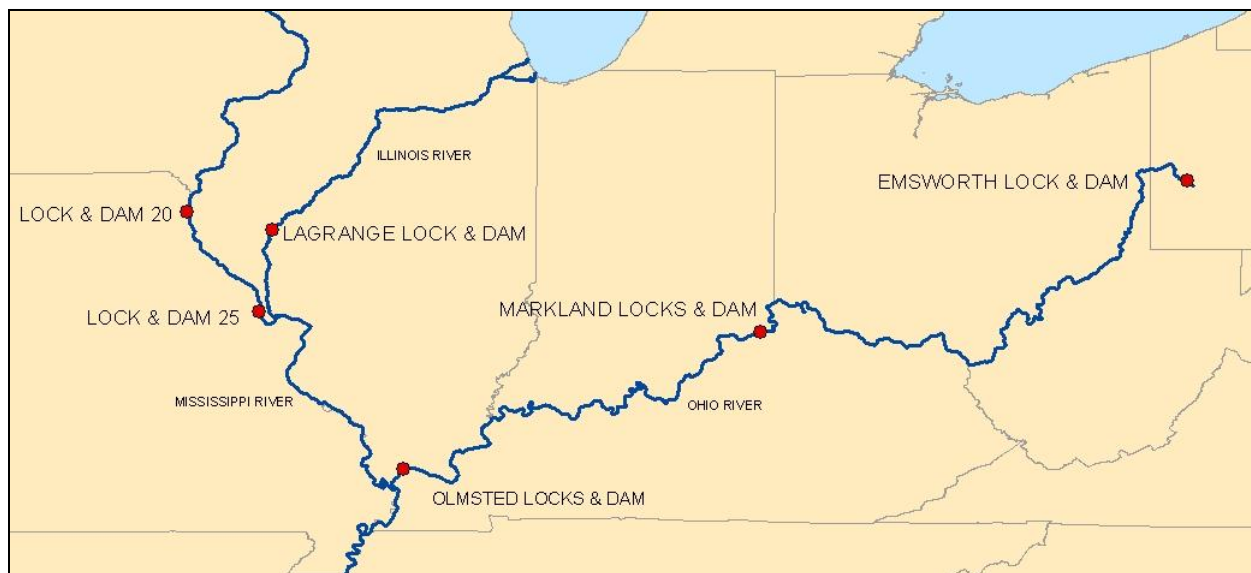 ILLINOIS RIVER
EMSWORTH LOCK & DAM
LOCK & DAM 20
LAGRANGE LOCK & DAM
MARKLAND LOCKS & DAM
LOCK & DAM 25
MISSISSIPPI RIVER
OHIO RIVER
OLMSTED LOCKS & DAM